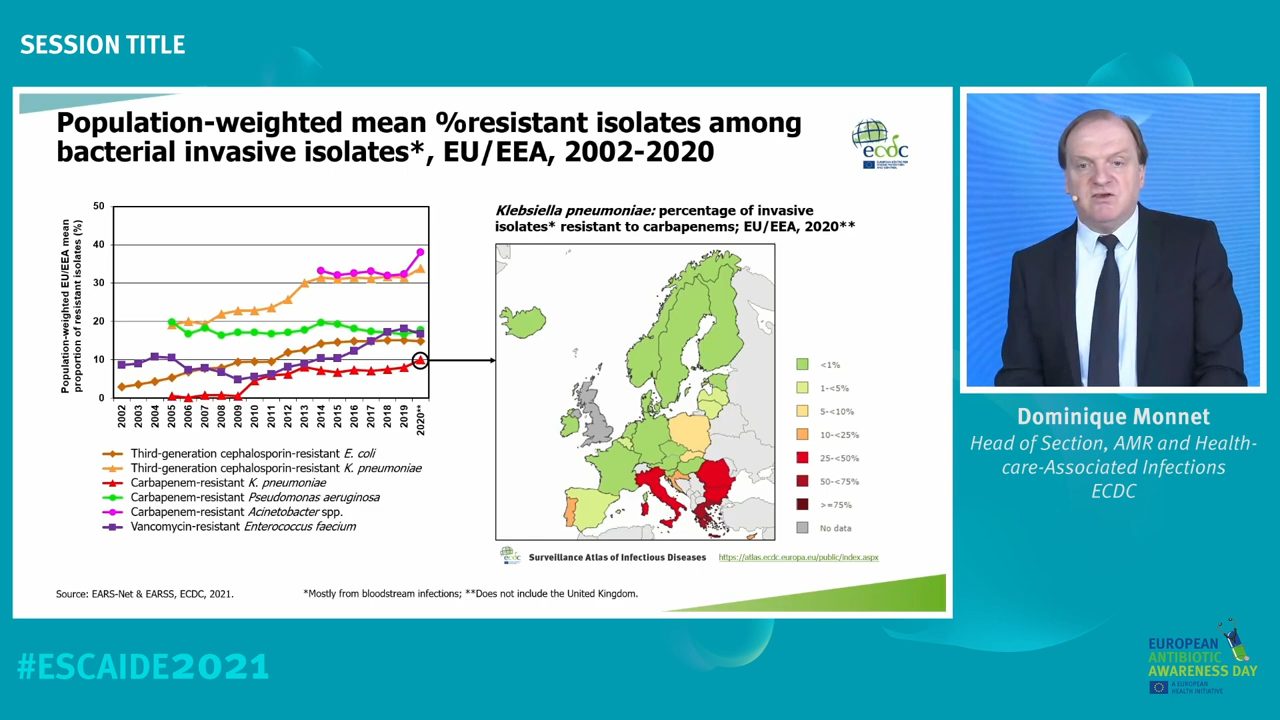 SESSION TITLE
Population-weighted mean %resistant isolates among
bacterial invasive isolates*, EU/EEA, 2002-2020
ecdc
Population-weighted EU/EEA mean
proportion of resistant isolates (%)
50
40
30
20
10
0
2002
2003
2004
2005
2006
2007
2008
2009
2010
2011
2012
2013
2014
2015
2016
2017
2018
2019
2020**
Third-generation cephalosporin-resistant E. coli
Third-generation cephalosporin-resistant K. pneumoniae
Carbapenem-resistant K. pneumoniae
Carbapenem-resistant Pseudomonas aeruginosa
Carbapenem-resistant Acinetobacter spp.
Vancomycin-resistant Enterococcus faecium
Klebsiella pneumoniae: percentage of invasive
isolates* resistant to carbapenems; EU/EEA, 2020**
<1%
1-<5%
5-<10%
10-<25%
25-<50%
50-<75%
>=75%
No data
Surveillance Atlas of Infectious Diseases
https://atlas.ecdc.europa.eu/public/index.aspx
Source: EARS-Net & EARSS, ECDC, 2021.
*Mostly from bloodstream infections; **Does not include the United Kingdom.
Dominique Monnet
Head of Section, AMR and Health-
care-Associated Infections
ECDC
#ESCAIDE2021
EUROPEAN
ANTIBIOTIC
AWARENESS DAY
A EUROPEAN
HEALTH INITIATIVE